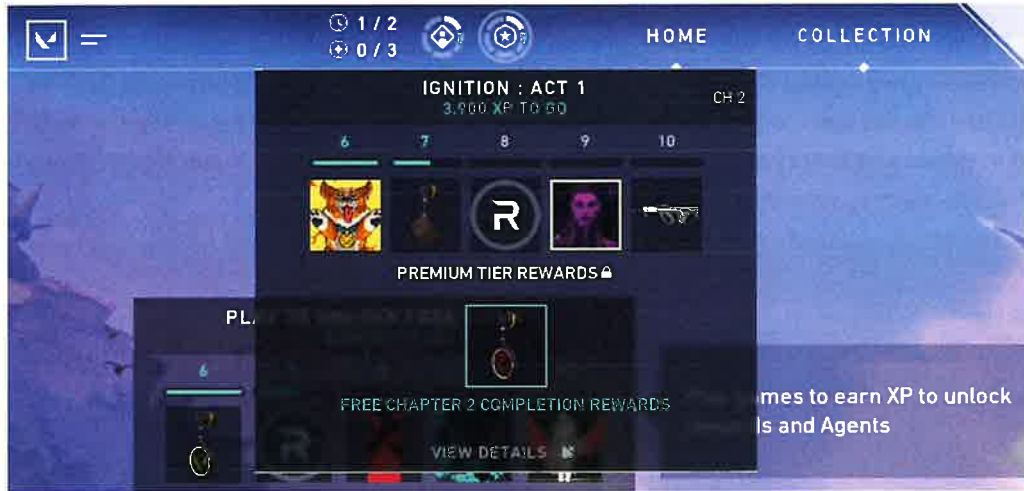 1 / 2
0 / 3
HOME
COLLECTION
IGNITION : ACT 1
3,900 XP TO GO
CH 2
6 7 8 9 10
R
PREMIUM TIER REWARDS
PL
6
FREE CHAPTER 2 COMPLETION REWARDS
mes to earn XP to unlock
ls and Agents
VIEW DETAILS